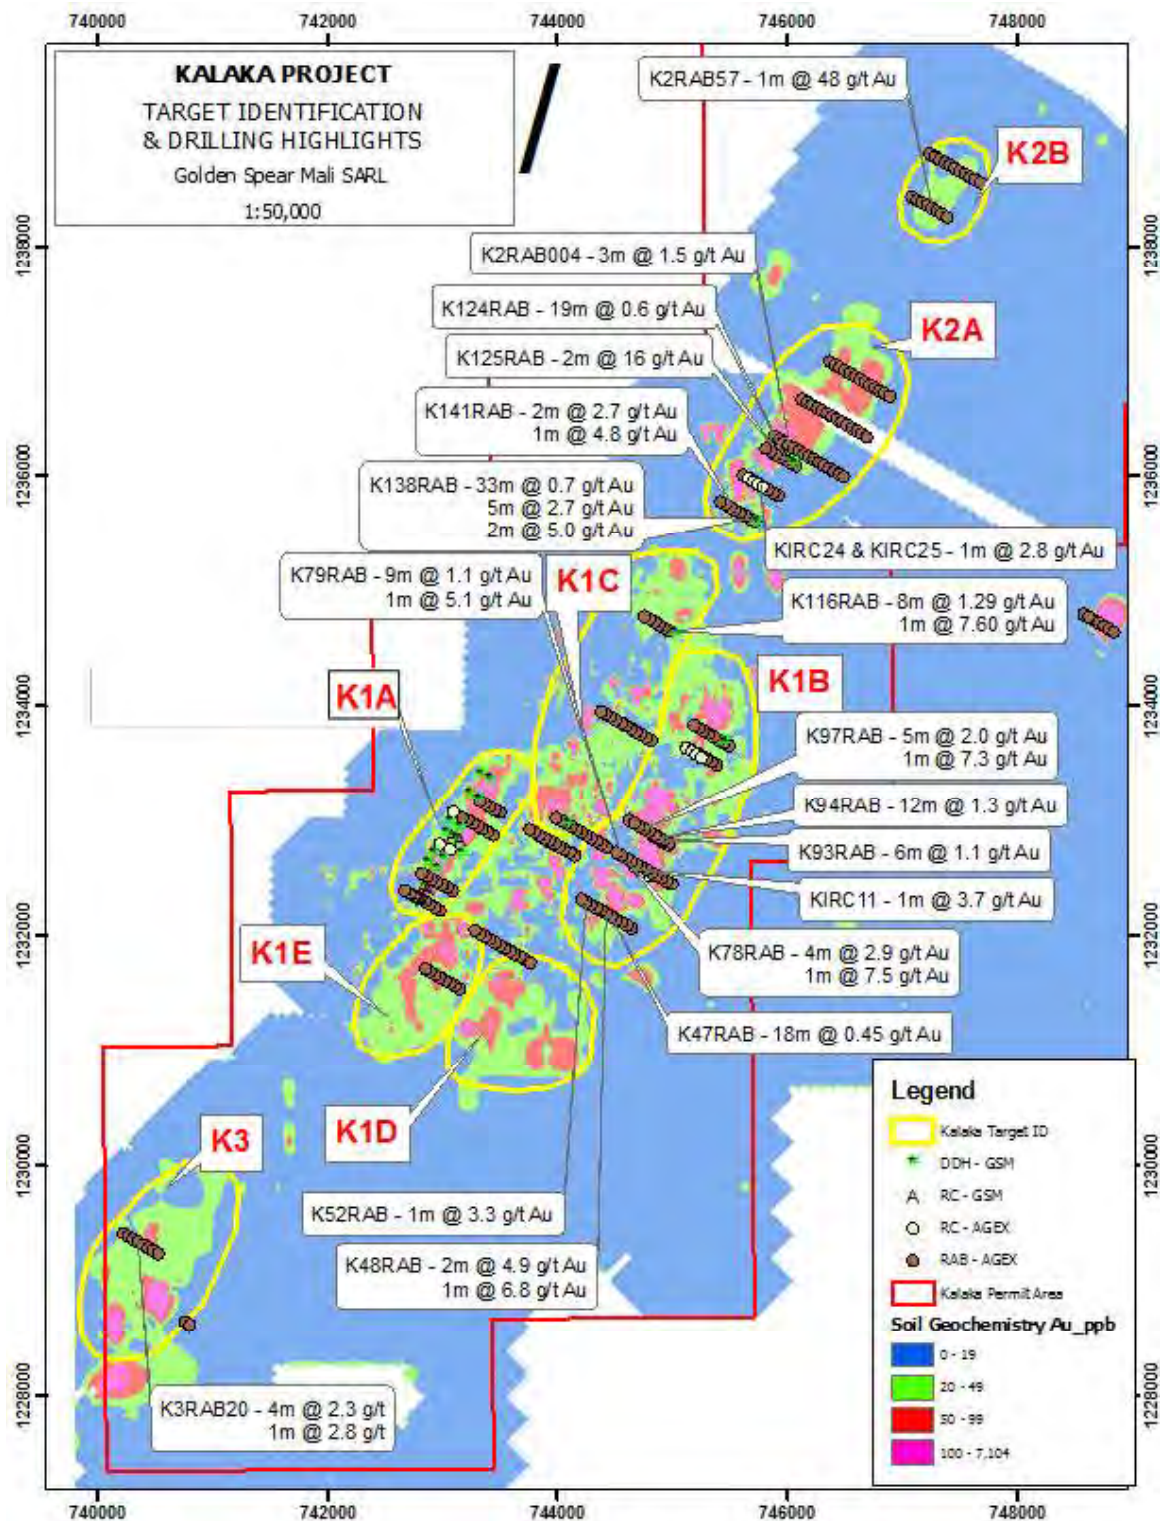 740000 742000 744000 746000 748000
KALAKA PROJECT
TARGET IDENTIFICATION
& DRILLING HIGHLIGHTS
Golden Spear Mali SARL
1:50,000
K2RAB57 - 1m @ 48 g/t Au
K2B
1238000
1238000
K2RAB004 - 3m @ 1.5 g/t Au
K124RAB - 19m @ 0.6 g/t Au
K2A
K125RAB - 2m @ 16 g/t Au
K141RAB - 2m @ 2.7 g/t Au
1m @ 4.8 g/t Au
1236000
1236000
K138RAB - 33m @ 0.7 g/t Au
5m @ 2.7 g/t Au
2m @ 5.0 g/t Au
KIRC24 & KIRC25 - 1m @ 2.8 g/t Au
K79RAB - 9m @ 1.1 g/t Au
1m @ 5.1 g/t Au
K1C
K116RAB - 8m @ 1.29 g/t Au
1m @ 7.60 g/t Au
K1A
K1B
1234000
1234000
K97RAB - 5m @ 2.0 g/t Au
1m @ 7.3 g/t Au
K94RAB - 12m @ 1.3 g/t Au
K93RAB - 6m @ 1.1 g/t Au
KIRC11 - 1m @ 3.7 g/t Au
1232000
1232000
K1E
K78RAB - 4m @ 2.9 g/t Au
1m @ 7.5 g/t Au
K47RAB - 18m @ 0.45 g/t Au
K1D
K3
1230000
1230000
K52RAB - 1m @ 3.3 g/t Au
K48RAB - 2m @ 4.9 g/t Au
1m @ 6.8 g/t Au
1228000
1228000
K3RAB20 - 4m @ 2.3 g/t
1m @ 2.8 g/t
Legend
Kalaka Target ID
DDH - GSM
RC - GSM
RC - AGEX
RAB - AGEX
Kalaka Permit Area
Soil Geochemistry Au_ppb
0 - 19
20 - 49
50 - 99
100 - 7,104
740000 742000 744000 746000 748000